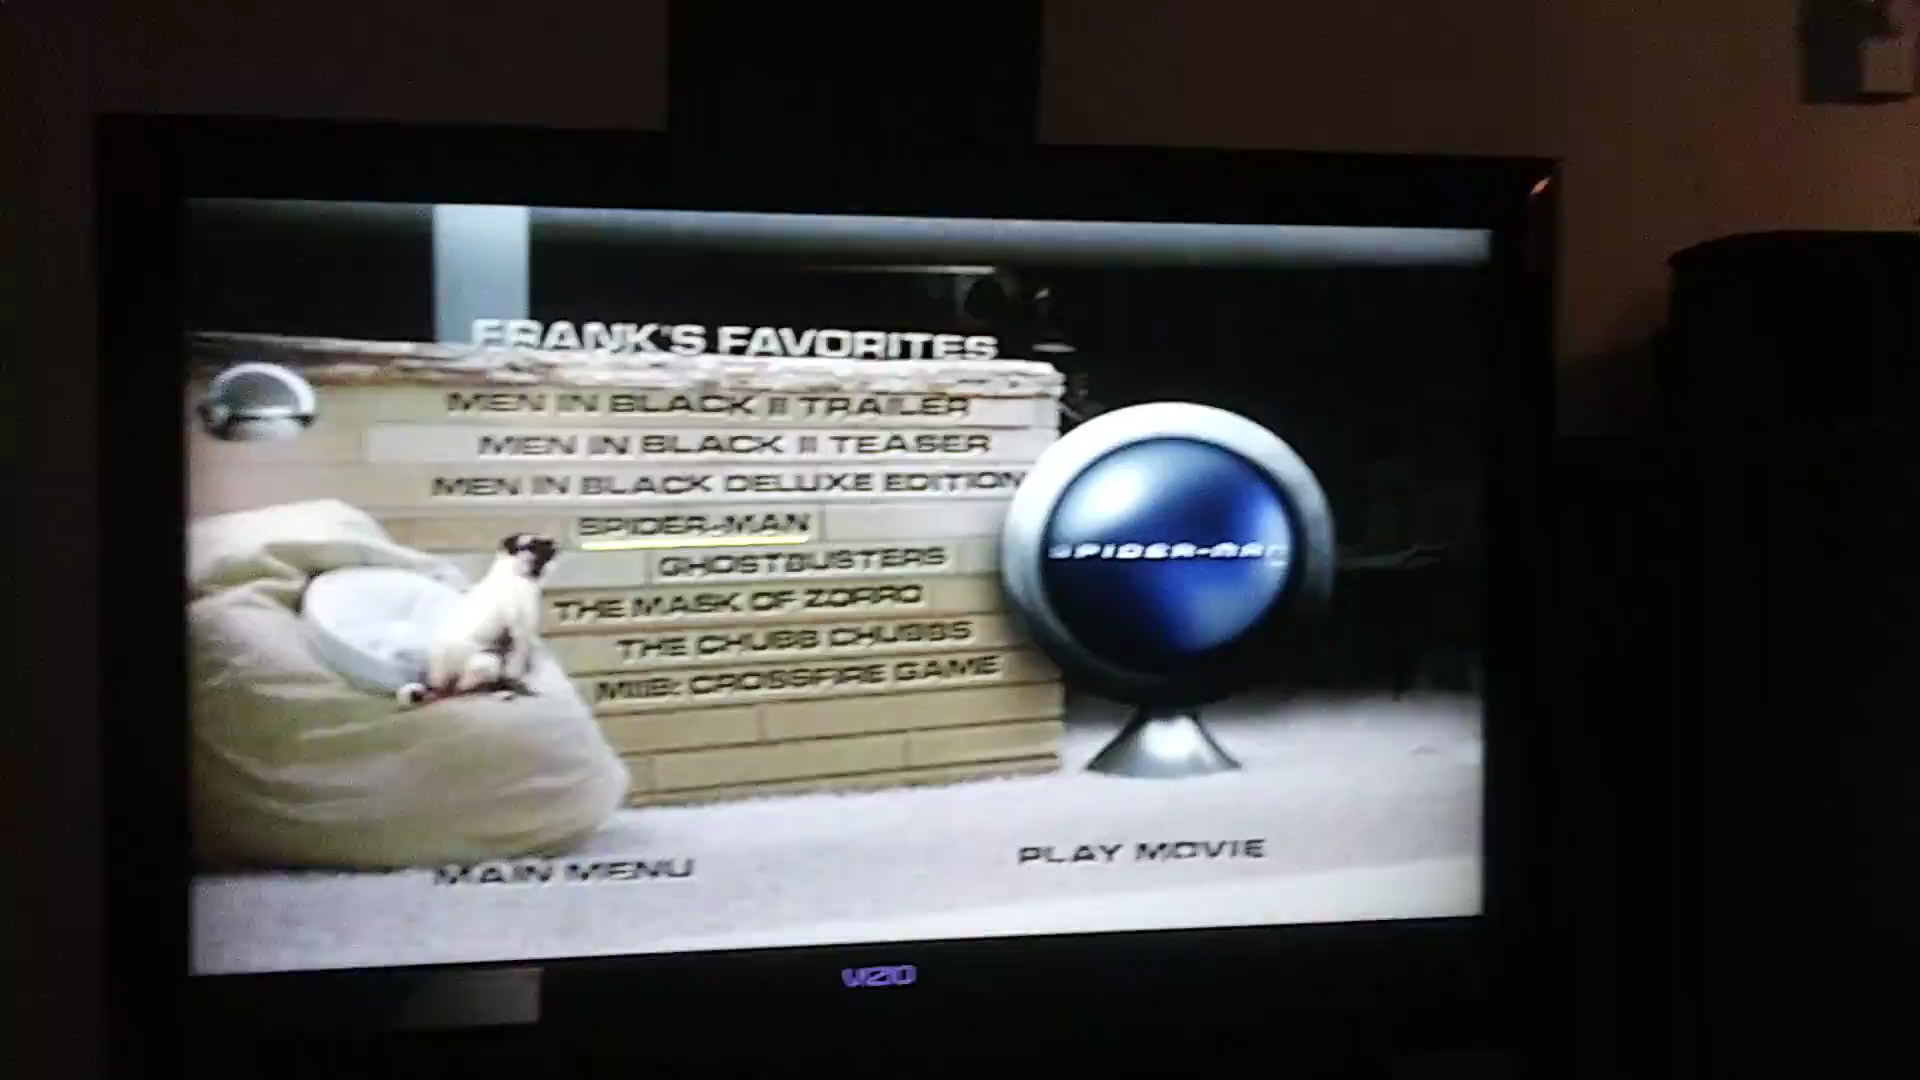 FRANK'S FAVORITES
MEN IN BLACK II TRAILER
MEN IN BLACK II TEASER
MEN IN BLACK DELUXE EDITION
SPIDER-MAN
SPIDER-MAN
GHOSTBUSTERS
THE MASK OF ZORRO
THE CHUBB CHUBBS
MIIB: CROSSFIRE GAME
MAIN MENU
PLAY MOVIE
VIZIO